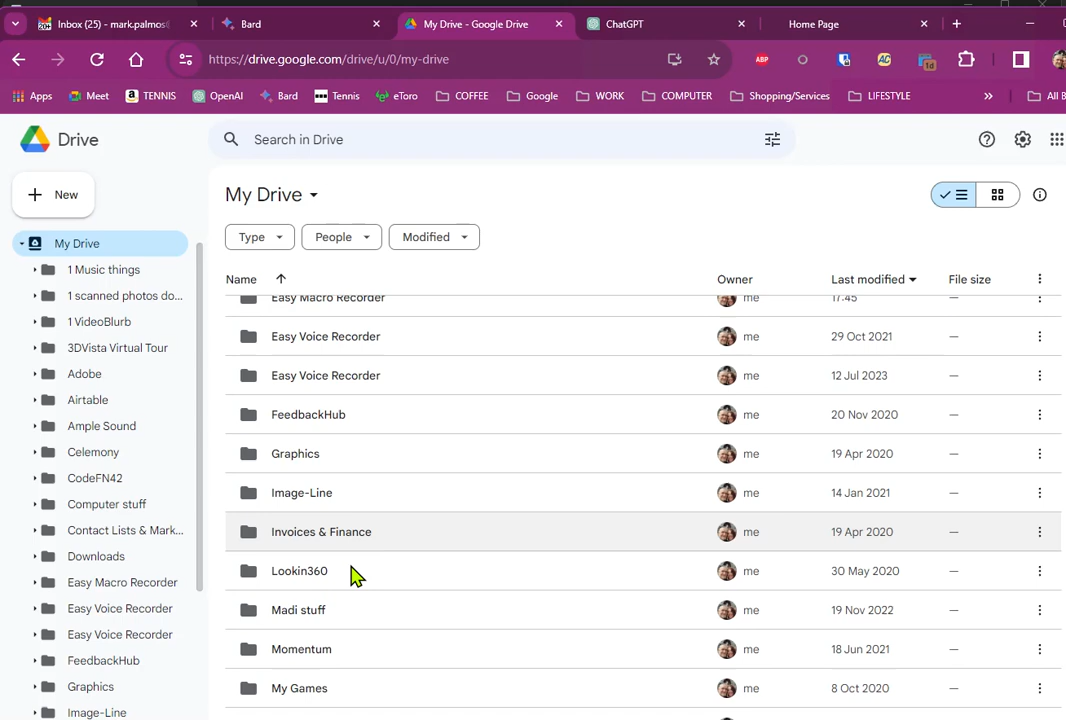 20+ Inbox (25) - mark.palmos@
Bard
My Drive - Google Drive
ChatGPT
Home Page
https://drive.google.com/drive/u/0/my-drive
ABP
AC
1d
Apps
Meet
TENNIS
OpenAI
Bard
Tennis
eToro
COFFEE
Google
WORK
COMPUTER
Shopping/Services
LIFESTYLE
»
All B
Drive
Search in Drive
New
My Drive
Type
People
Modified
Name
Owner
Last modified
File size
My Drive
1 Music things
1 scanned photos do...
1 VideoBlurb
3DVista Virtual Tour
Adobe
Airtable
Ample Sound
Celemony
CodeFN42
Computer stuff
Contact Lists & Mark...
Downloads
Easy Macro Recorder
Easy Voice Recorder
Easy Voice Recorder
FeedbackHub
Graphics
Image-Line
Easy Macro Recorder me 17:45 —
Easy Voice Recorder me 29 Oct 2021 —
Easy Voice Recorder me 12 Jul 2023 —
FeedbackHub me 20 Nov 2020 —
Graphics me 19 Apr 2020 —
Image-Line me 14 Jan 2021 —
Invoices & Finance me 19 Apr 2020 —
Lookin360 me 30 May 2020 —
Madi stuff me 19 Nov 2022 —
Momentum me 18 Jun 2021 —
My Games me 8 Oct 2020 —